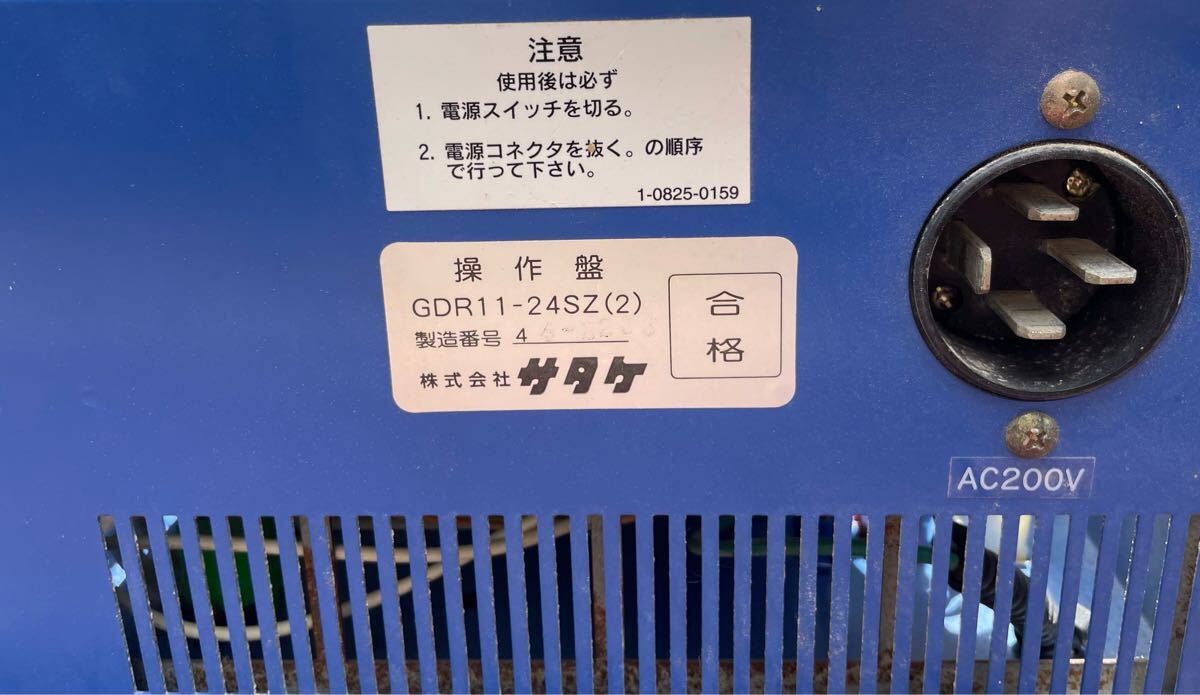 注意
使用後は必ず
1. 電源スイッチを切る。
2. 電源コネクタを抜く。の順序
で行って下さい。
1-0825-0159
操作盤
GDR11-24SZ(2)
製造番号 4
株式会社サタケ
合格
AC200V